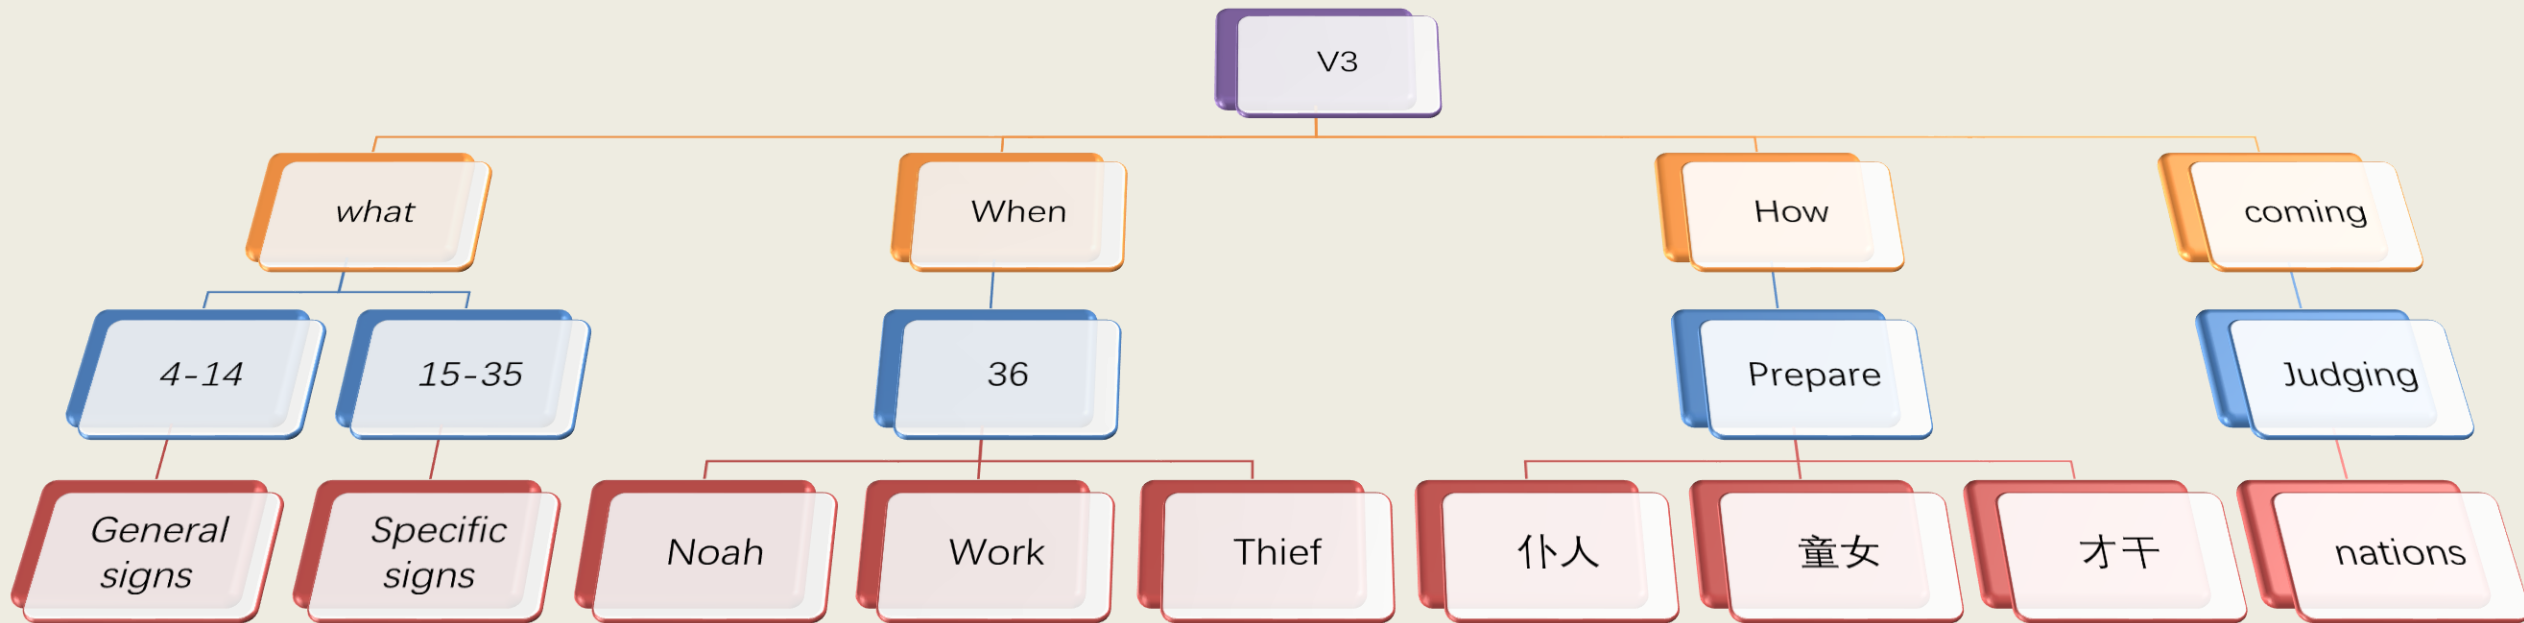 V3
what
When
How
coming
4-14
15-35
36
Prepare
Judging
General
signs
Specific
signs
Noah
Work
Thief
仆人
童女
才干
nations